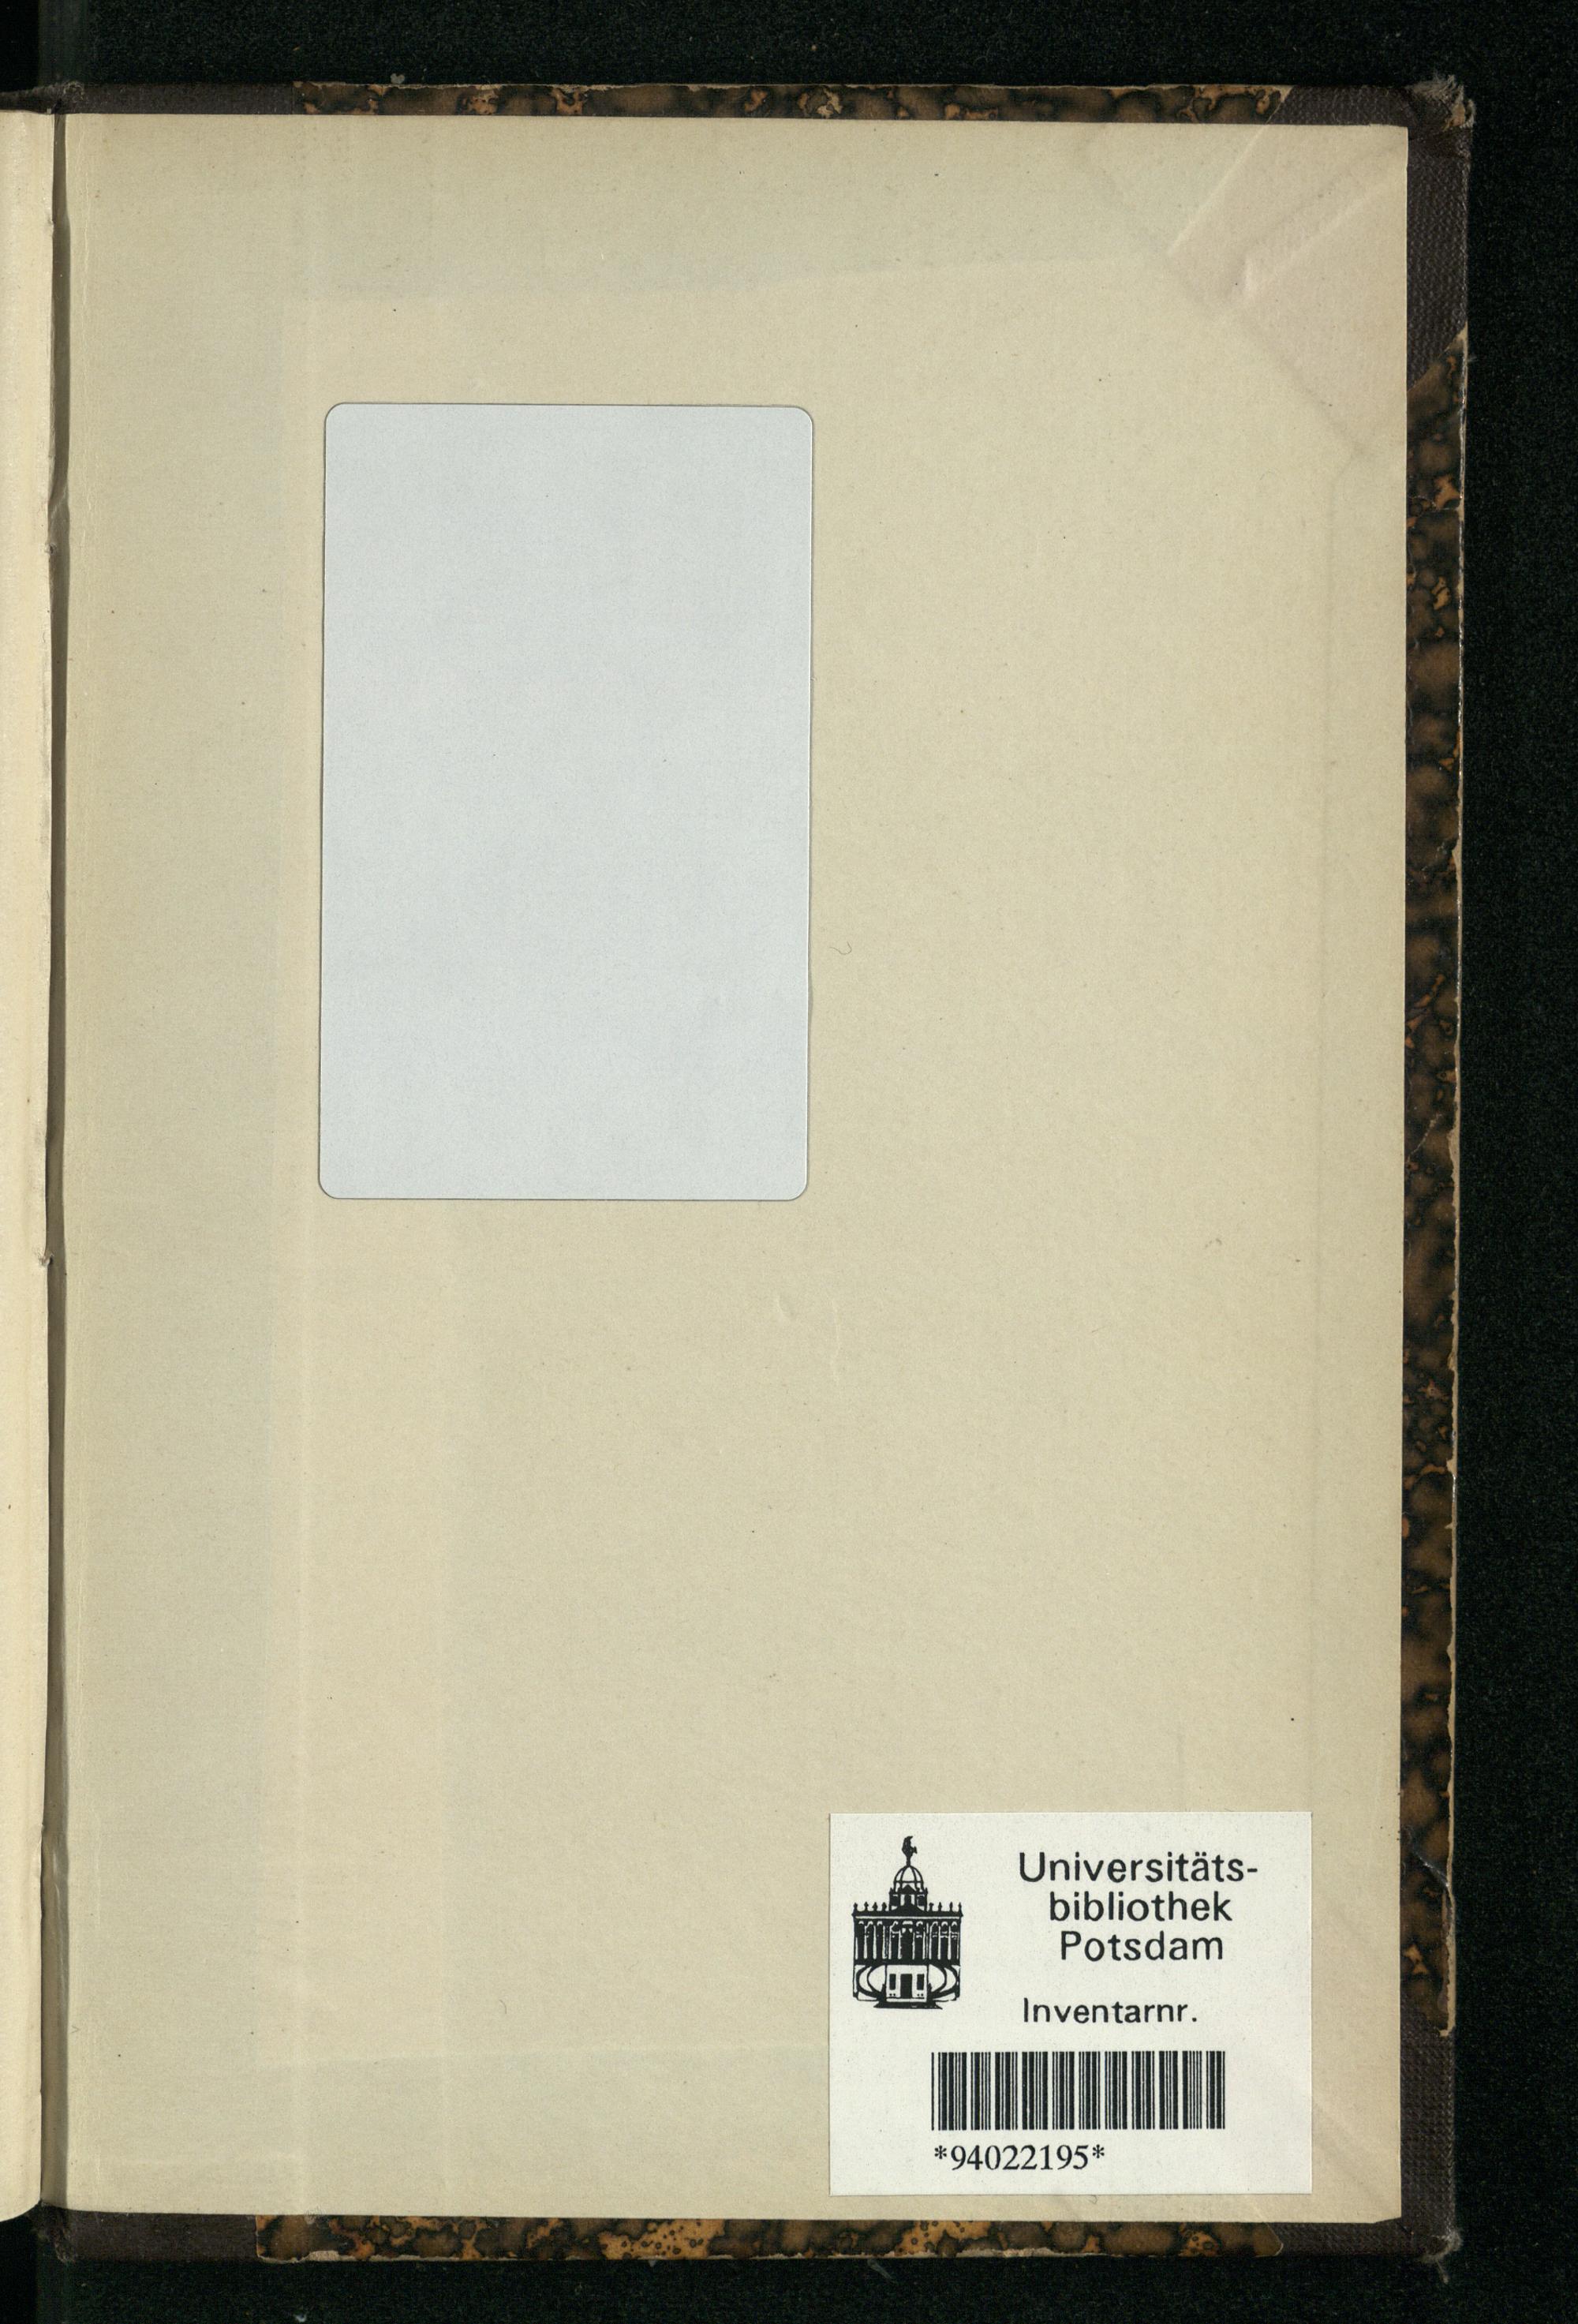 Universitäts-
bibliothek
Potsdam
Inventarnr.
*94022195*